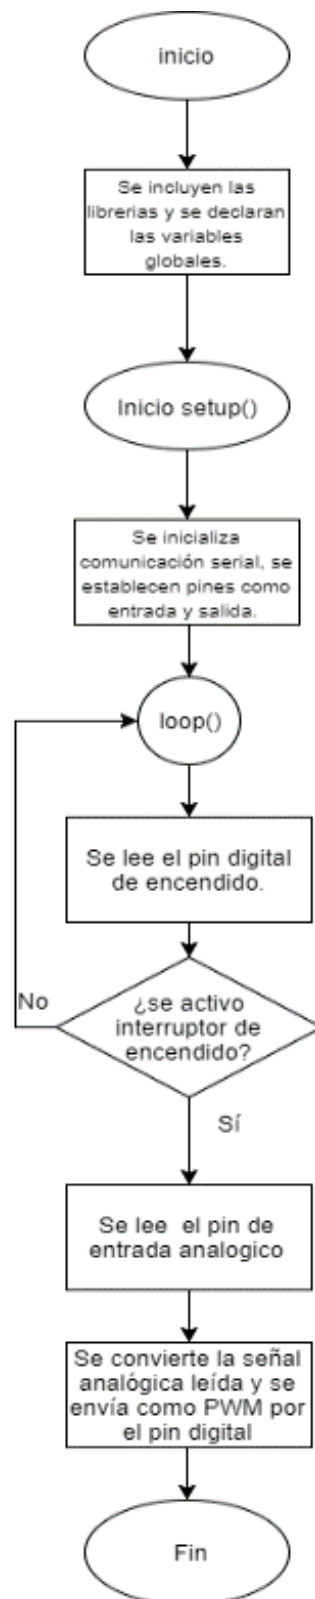 inicio
Se incluyen las
librerias y se declaran
las variables
globales.
Inicio setup()
Se inicializa
comunicación serial, se
establecen pines como
entrada y salida.
loop()
Se lee el pin digital
de encendido.
¿se activo
interruptor de
encendido?
No
Sí
Se lee el pin de
entrada analogico
Se convierte la señal
analógica leída y se
envía como PWM por
el pin digital
Fin